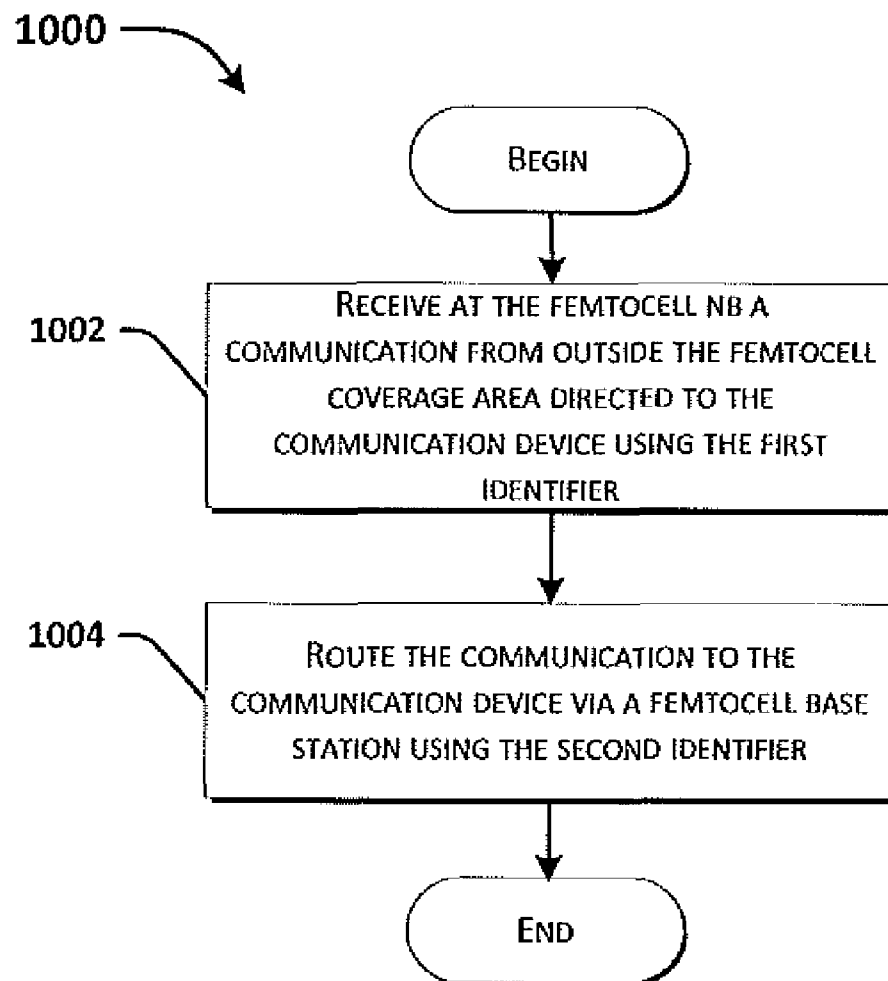 1000
BEGIN
1002
RECEIVE AT THE FEMTOCELL NB A
COMMUNICATION FROM OUTSIDE THE FEMTOCELL
COVERAGE AREA DIRECTED TO THE
COMMUNICATION DEVICE USING THE FIRST
IDENTIFIER
1004
ROUTE THE COMMUNICATION TO THE
COMMUNICATION DEVICE VIA A FEMTOCELL BASE
STATION USING THE SECOND IDENTIFIER
END